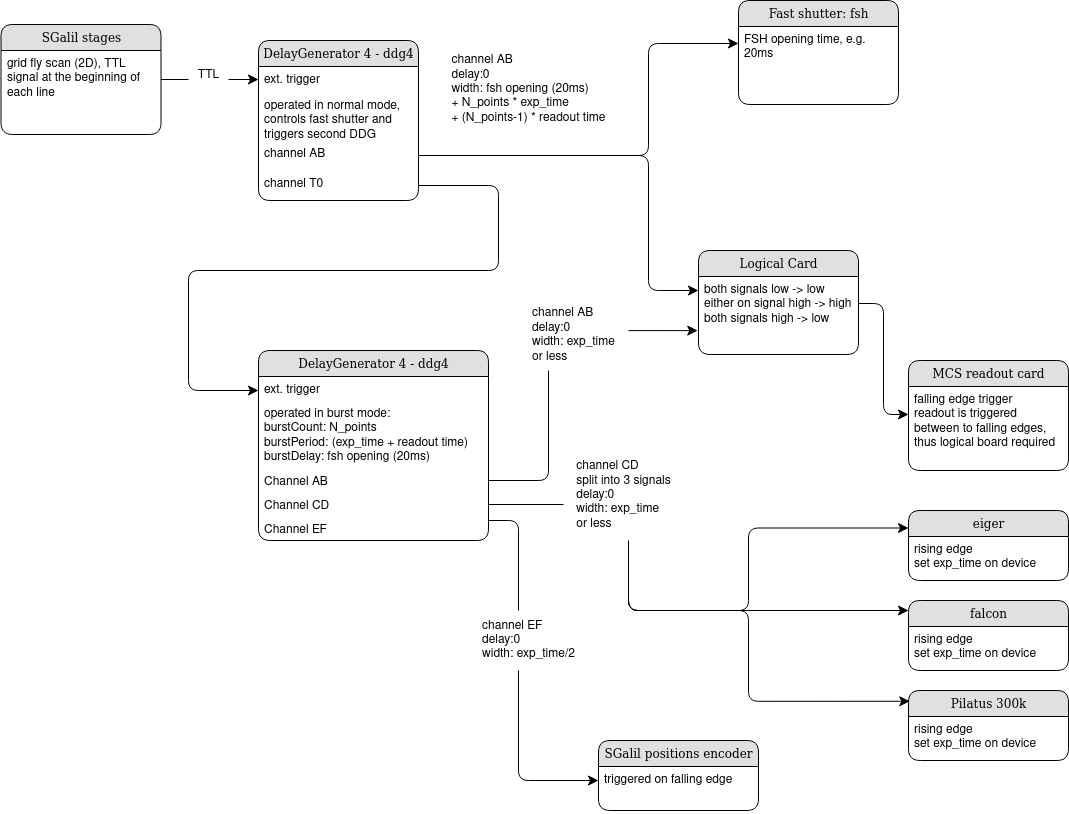 SGalil stages
grid fly scan (2D), TTL
signal at the beginning of
each line
TTL
DelayGenerator 4 - ddg4
ext. trigger
operated in normal mode,
controls fast shutter and
triggers second DDG
channel AB
channel T0
channel AB
delay:0
width: fsh opening (20ms)
+ N_points * exp_time
+ (N_points-1) * readout time
Fast shutter: fsh
FSH opening time, e.g.
20ms
Logical Card
both signals low -> low
either on signal high -> high
both signals high -> low
channel AB
delay:0
width: exp_time
or less
MCS readout card
falling edge trigger
readout is triggered
between to falling edges,
thus logical board required
DelayGenerator 4 - ddg4
ext. trigger
operated in burst mode:
burstCount: N_points
burstPeriod: (exp_time + readout time)
burstDelay: fsh opening (20ms)
Channel AB
Channel CD
Channel EF
channel CD
split into 3 signals
delay:0
width: exp_time
or less
eiger
rising edge
set exp_time on device
falcon
rising edge
set exp_time on device
Pilatus 300k
rising edge
set exp_time on device
channel EF
delay:0
width: exp_time/2
SGalil positions encoder
triggered on falling edge